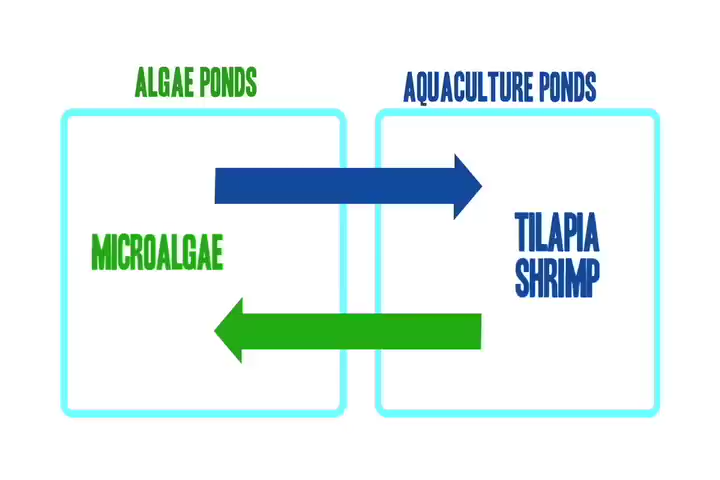 ALGAE PONDS
AQUACULTURE PONDS
MICROALGAE
TILAPIA
SHRIMP